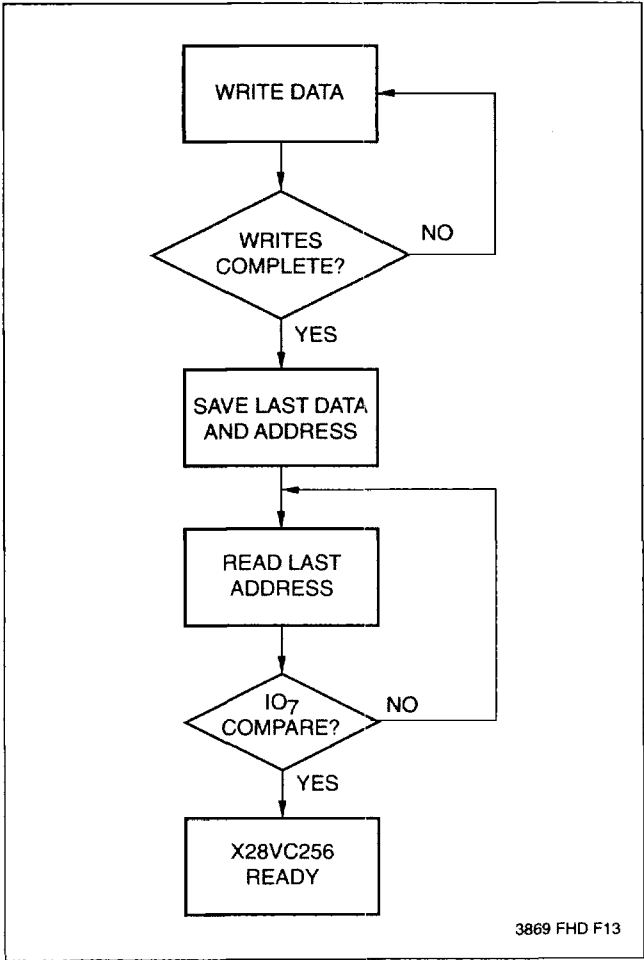 WRITE DATA
WRITES
COMPLETE?
NO
YES
SAVE LAST DATA
AND ADDRESS
READ LAST
ADDRESS
IO7
COMPARE?
NO
YES
X28VC256
READY
3869 FHD F13